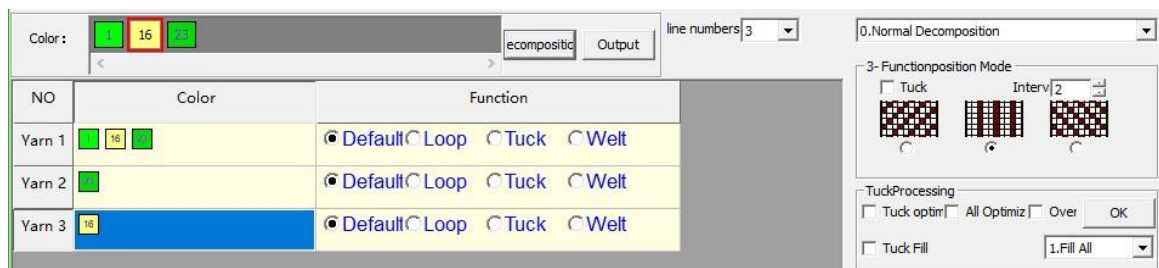 Color: 1 16 23 ecompositic Output line numbers 3 0.Normal Decomposition
3- Functionposition Mode
Tuck Interv 2
NO Color Function
Yarn 1 1 16 23 Default Loop Tuck Welt
Yarn 2 23 Default Loop Tuck Welt
Yarn 3 16 Default Loop Tuck Welt
TuckProcessing
Tuck optim All Optimiz Over OK
Tuck Fill 1.Fill All